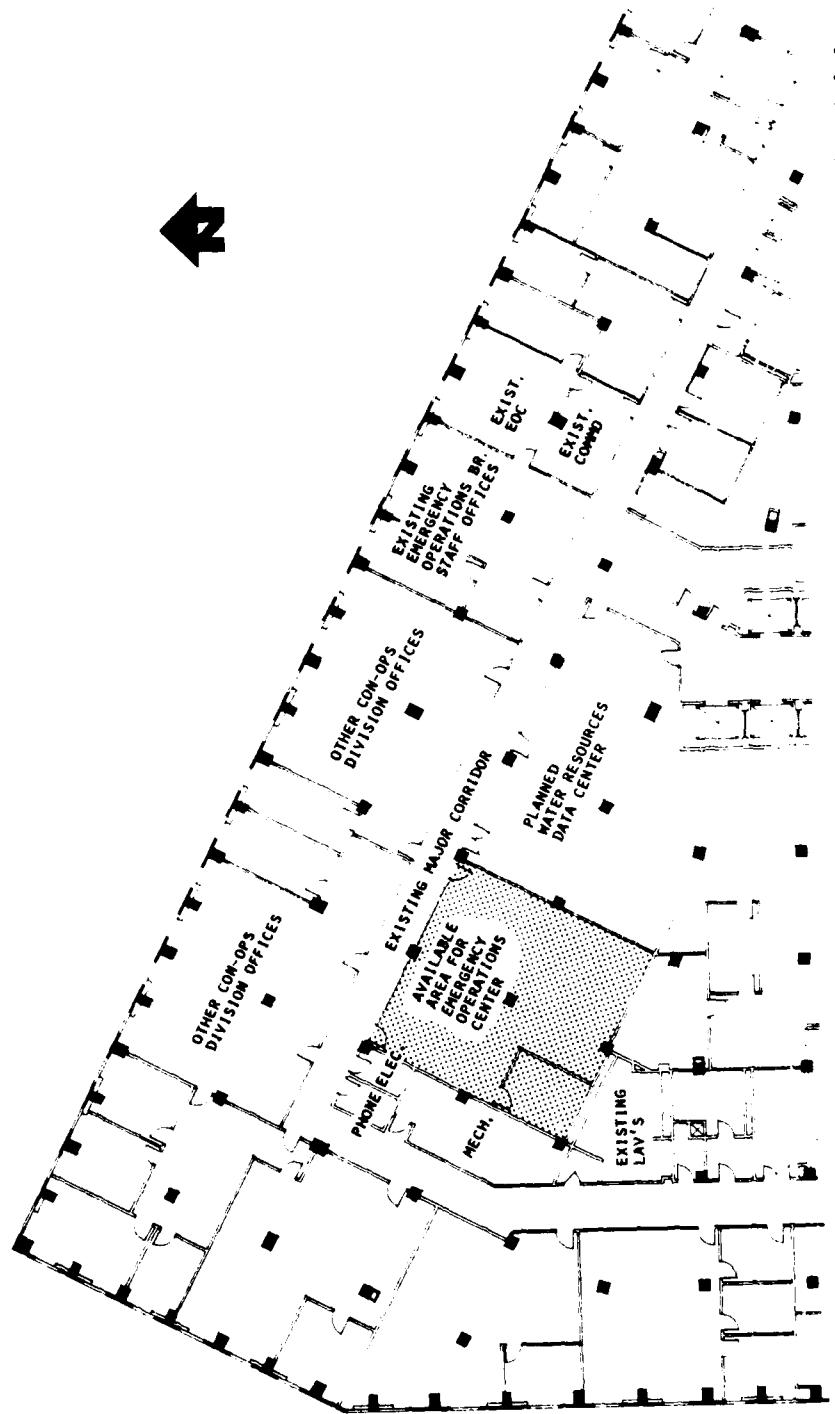 N
EXIST.
EOC
EXIST.
COMMD
EXISTING
EMERGENCY
OPERATIONS BR.
STAFF OFFICES
OTHER CON-OPS
DIVISION OFFICES
EXISTING MAJOR CORRIDOR
PLANNED
WATER RESOURCES
DATA CENTER
OTHER CON-OPS
DIVISION OFFICES
AVAILABLE
AREA FOR
EMERGENCY
OPERATIONS
CENTER
PHONE
ELEC.
MECH.
EXISTING
LAV'S